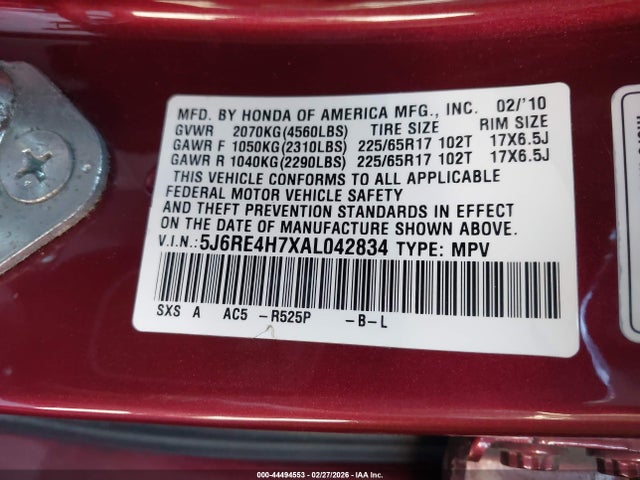 MFD. BY HONDA OF AMERICA MFG., INC. 02/'10
GVWR 2070KG(4560LBS) TIRE SIZE RIM SIZE
GAWR F 1050KG(2310LBS) 225/65R17 102T 17X6.5J
GAWR R 1040KG(2290LBS) 225/65R17 102T 17X6.5J
THIS VEHICLE CONFORMS TO ALL APPLICABLE
FEDERAL MOTOR VEHICLE SAFETY
AND THEFT PREVENTION STANDARDS IN EFFECT
ON THE DATE OF MANUFACTURE SHOWN ABOVE.
V.I.N.: 5J6RE4H7XAL042834 TYPE: MPV
SXS A AC5 -R525P -B-L
000-44494553 - 02/27/2026 - IAA Inc.